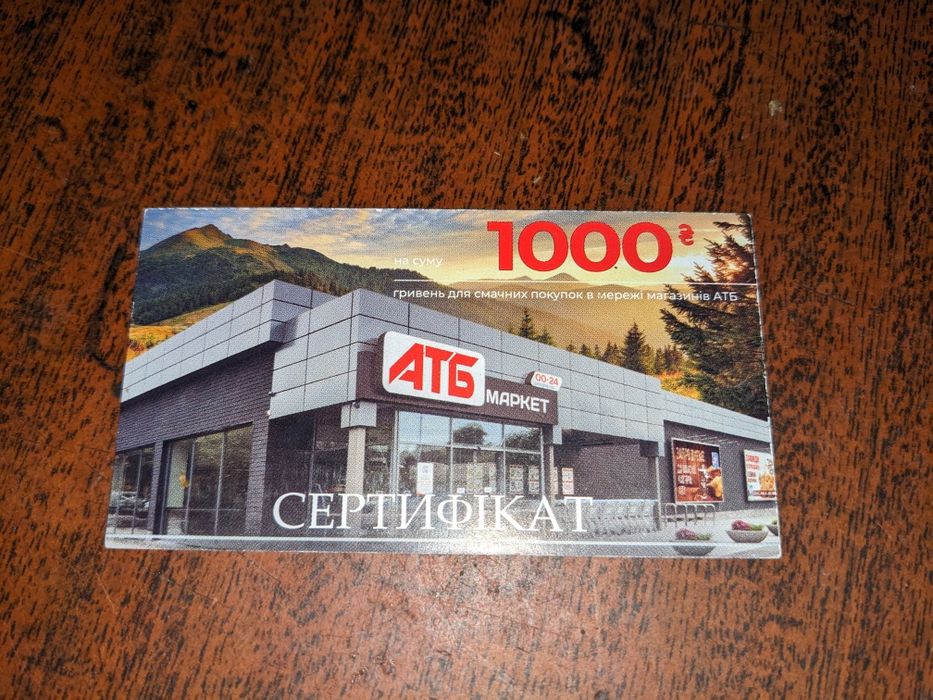 1000 ₴
на суму
гривень для смачних покупок в мережі магазинів АТБ
АТБ
00-24
МАРКЕТ
СЕРТИФІКАТ